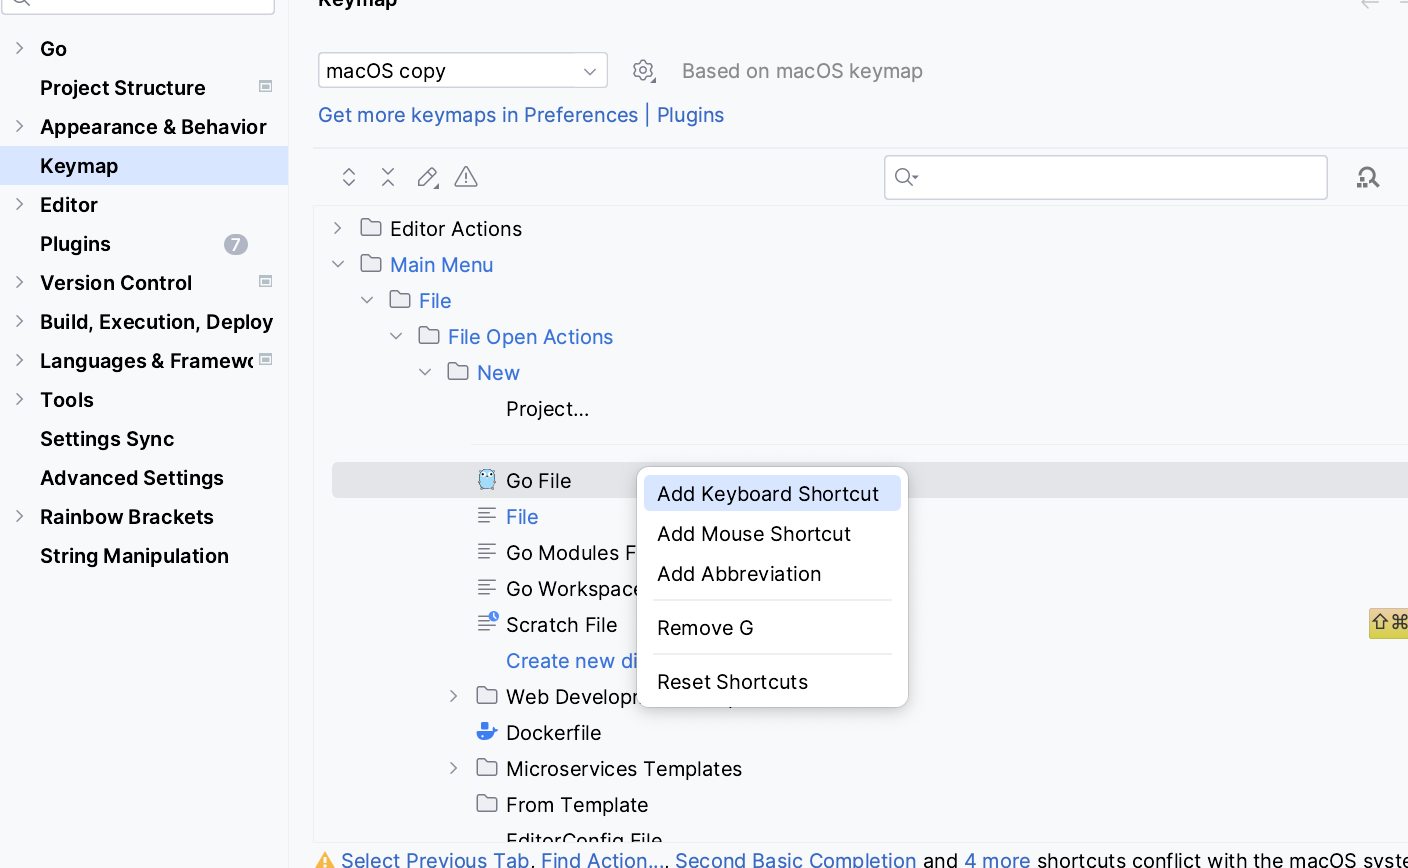 Keymap
Go
Project Structure
Appearance & Behavior
Keymap
Editor
Plugins 7
Version Control
Build, Execution, Deploy
Languages & Framewo
Tools
Settings Sync
Advanced Settings
Rainbow Brackets
String Manipulation
macOS copy
Based on macOS keymap
Get more keymaps in Preferences | Plugins
Editor Actions
Main Menu
File
File Open Actions
New
Project...
Go File
File
Go Modules F
Go Workspace
Scratch File ⇧⌘
Create new di
Web Develop
Dockerfile
Microservices Templates
From Template
EditorConfig File
Add Keyboard Shortcut
Add Mouse Shortcut
Add Abbreviation
Remove G
Reset Shortcuts
Select Previous Tab, Find Action..., Second Basic Completion and 4 more shortcuts conflict with the macOS syste